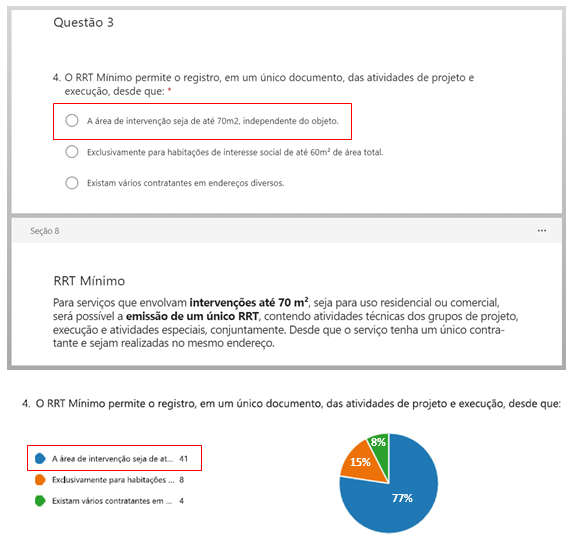 Questão 3
4. O RRT Mínimo permite o registro, em um único documento, das atividades de projeto e
execução, desde que: *
A área de intervenção seja de até 70m2, independente do objeto.
Exclusivamente para habitações de interesse social de até 60m² de área total.
Existam vários contratantes em endereços diversos.
Seção 8
...
RRT Mínimo
Para serviços que envolvam intervenções até 70 m², seja para uso residencial ou comercial,
será possível a emissão de um único RRT, contendo atividades técnicas dos grupos de projeto,
execução e atividades especiais, conjuntamente. Desde que o serviço tenha um único contra-
tante e sejam realizadas no mesmo endereço.
4. O RRT Mínimo permite o registro, em um único documento, das atividades de projeto e execução, desde que:
A área de intervenção seja de at... 41
Exclusivamente para habitações ... 8
Existam vários contratantes em ... 4
8%
15%
77%